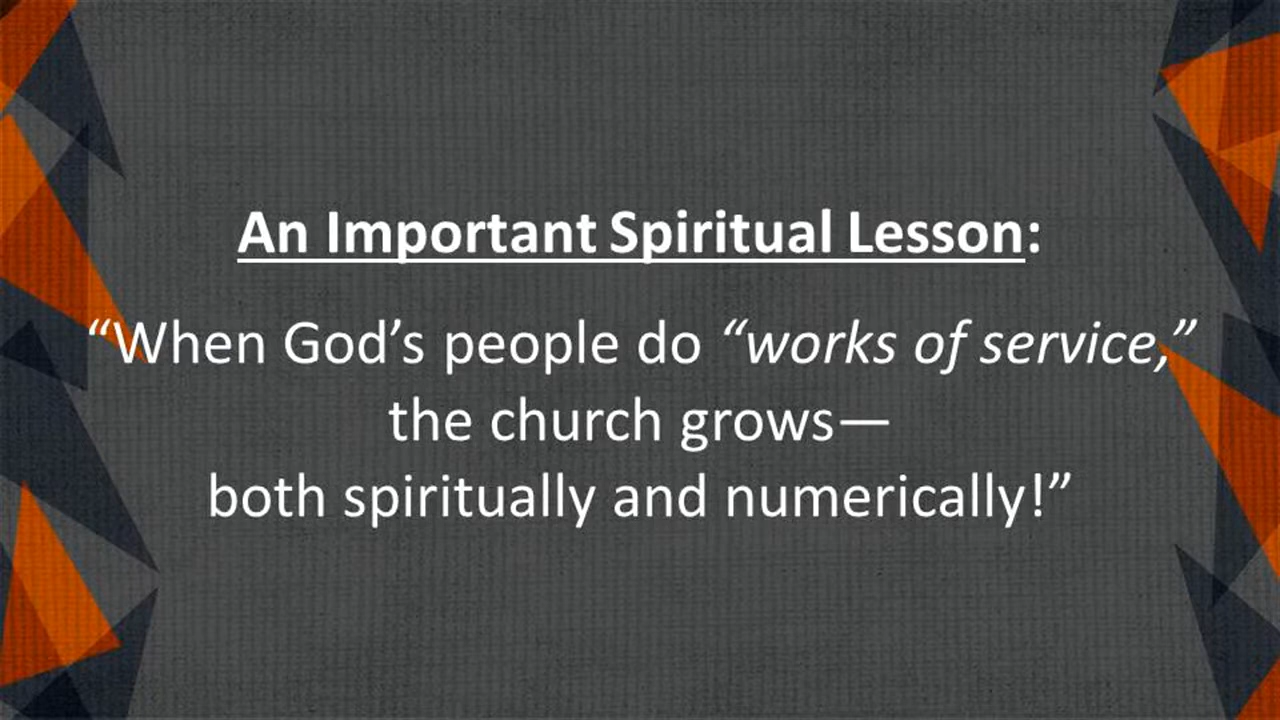 An Important Spiritual Lesson:
“When God’s people do “works of service,”
the church grows—
both spiritually and numerically!”